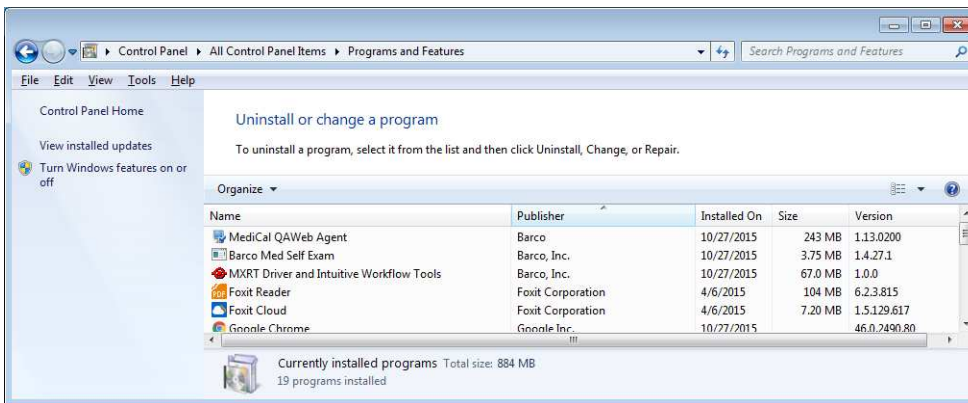 Control Panel ▸ All Control Panel Items ▸ Programs and Features
Search Programs and Features
File Edit View Tools Help
Control Panel Home
View installed updates
Turn Windows features on or
off
Uninstall or change a program
To uninstall a program, select it from the list and then click Uninstall, Change, or Repair.
Organize
Name Publisher Installed On Size Version
MediCal QAWeb Agent Barco 10/27/2015 243 MB 1.13.0200
Barco Med Self Exam Barco, Inc. 10/27/2015 3.75 MB 1.4.27.1
MXRT Driver and Intuitive Workflow Tools Barco, Inc. 10/27/2015 67.0 MB 1.0.0
Foxit Reader Foxit Corporation 4/6/2015 104 MB 6.2.3.815
Foxit Cloud Foxit Corporation 4/6/2015 7.20 MB 1.5.129.617
Google Chrome Google Inc. 10/27/2015 46.0.2490.80
Currently installed programs Total size: 884 MB
19 programs installed